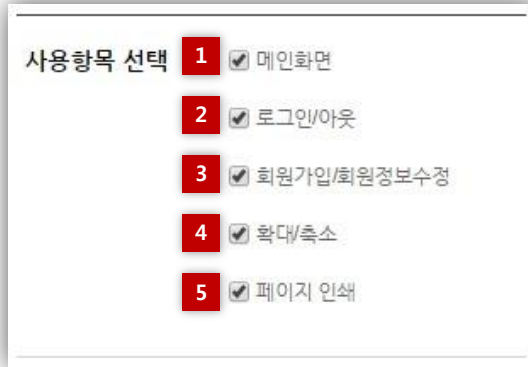 사용항목 선택 1 메인화면
2 로그인/아웃
3 회원가입/회원정보수정
4 확대/축소
5 페이지 인쇄